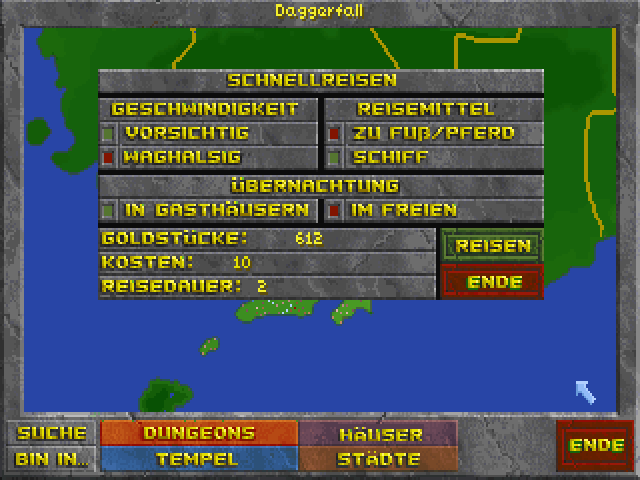 Daggerfall
SCHNELLREISEN
GESCHWINDIGKEIT REISEMITTEL
VORSICHTIG ZU FUß/PFERD
WAGHALSIG SCHIFF
ÜBERNACHTUNG
IN GASTHÄUSERN IM FREIEN
GOLDSTÜCKE: 612
KOSTEN: 10
REISEDAUER: 2
REISEN
ENDE
SUCHE DUNGEONS HÄUSER
BIN IN... TEMPEL STÄDTE
ENDE